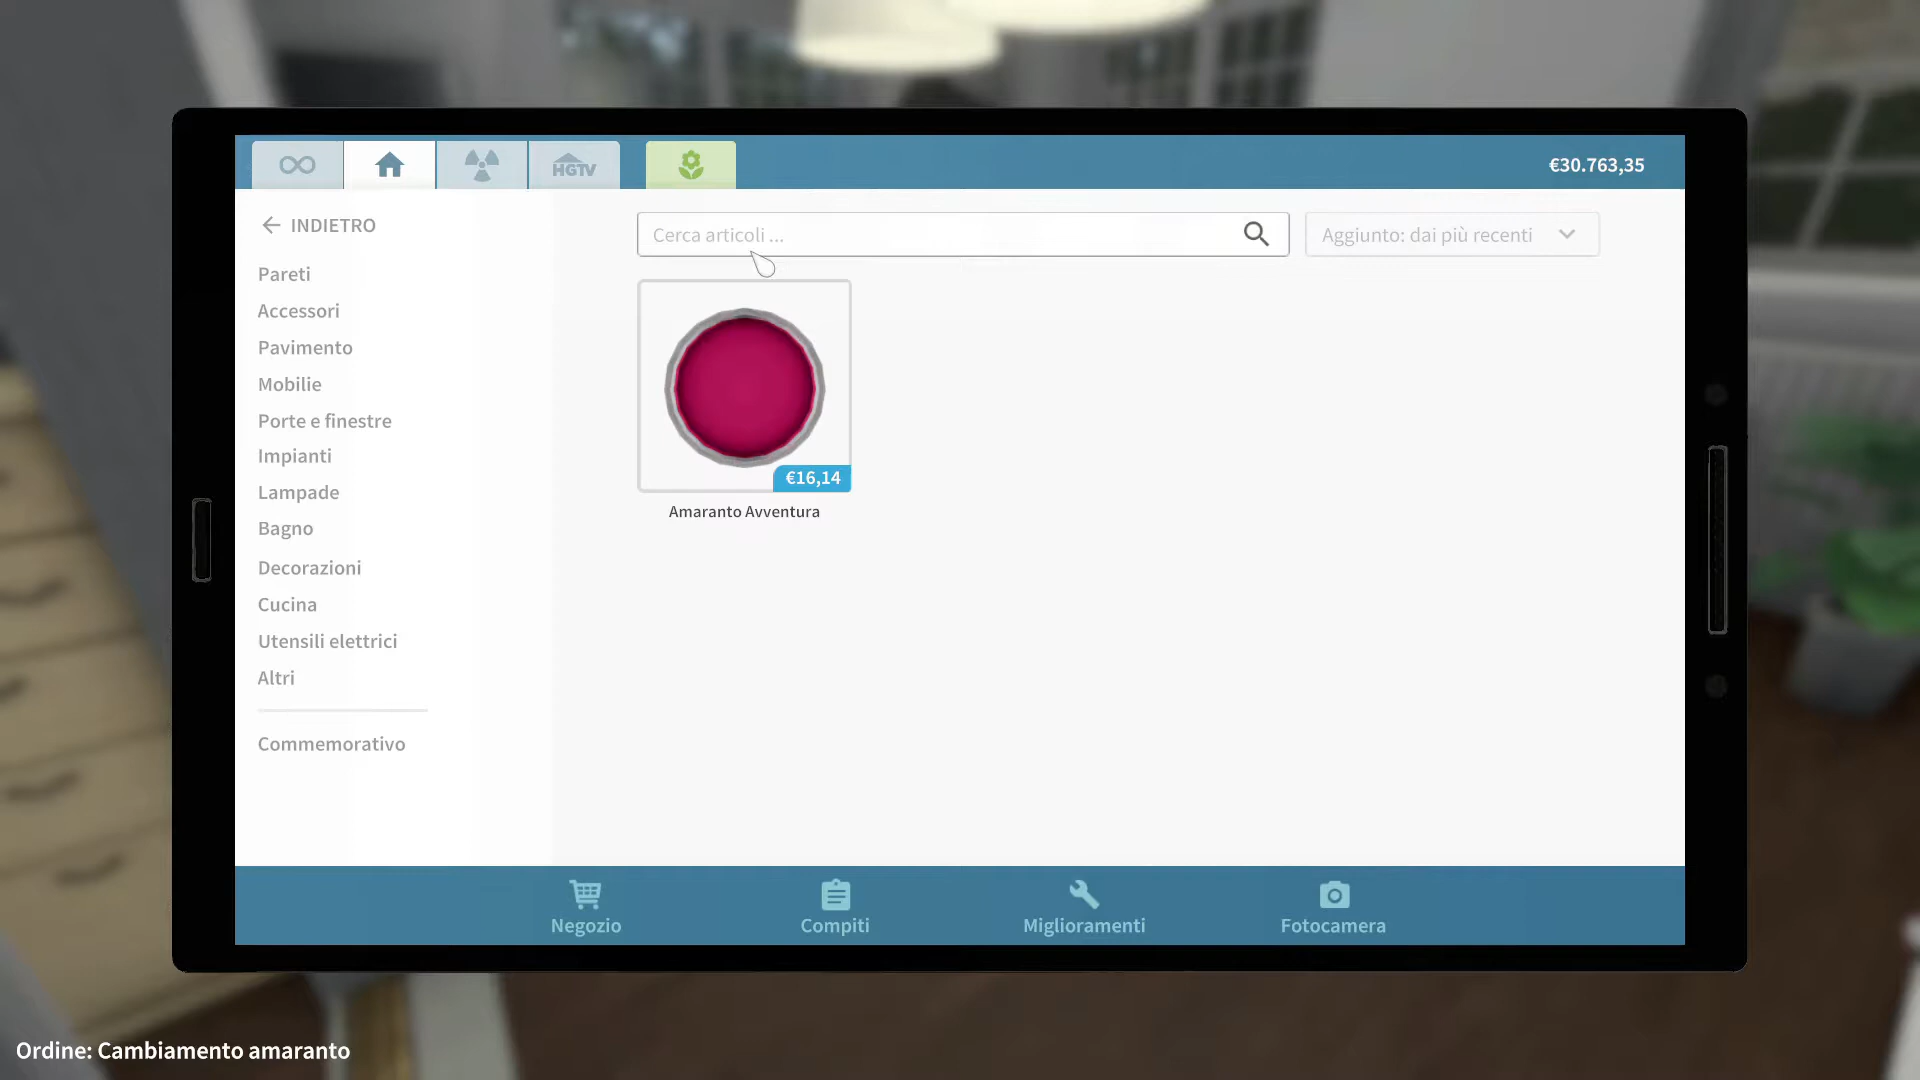 HGTV
€30.763,35
INDIETRO
Cerca articoli ...
Aggiunto: dai più recenti
Pareti
Accessori
Pavimento
Mobilie
Porte e finestre
Impianti
Lampade
Bagno
Decorazioni
Cucina
Utensili elettrici
Altri
Commemorativo
€16,14
Amaranto Avventura
Negozio
Compiti
Miglioramenti
Fotocamera
Ordine: Cambiamento amaranto